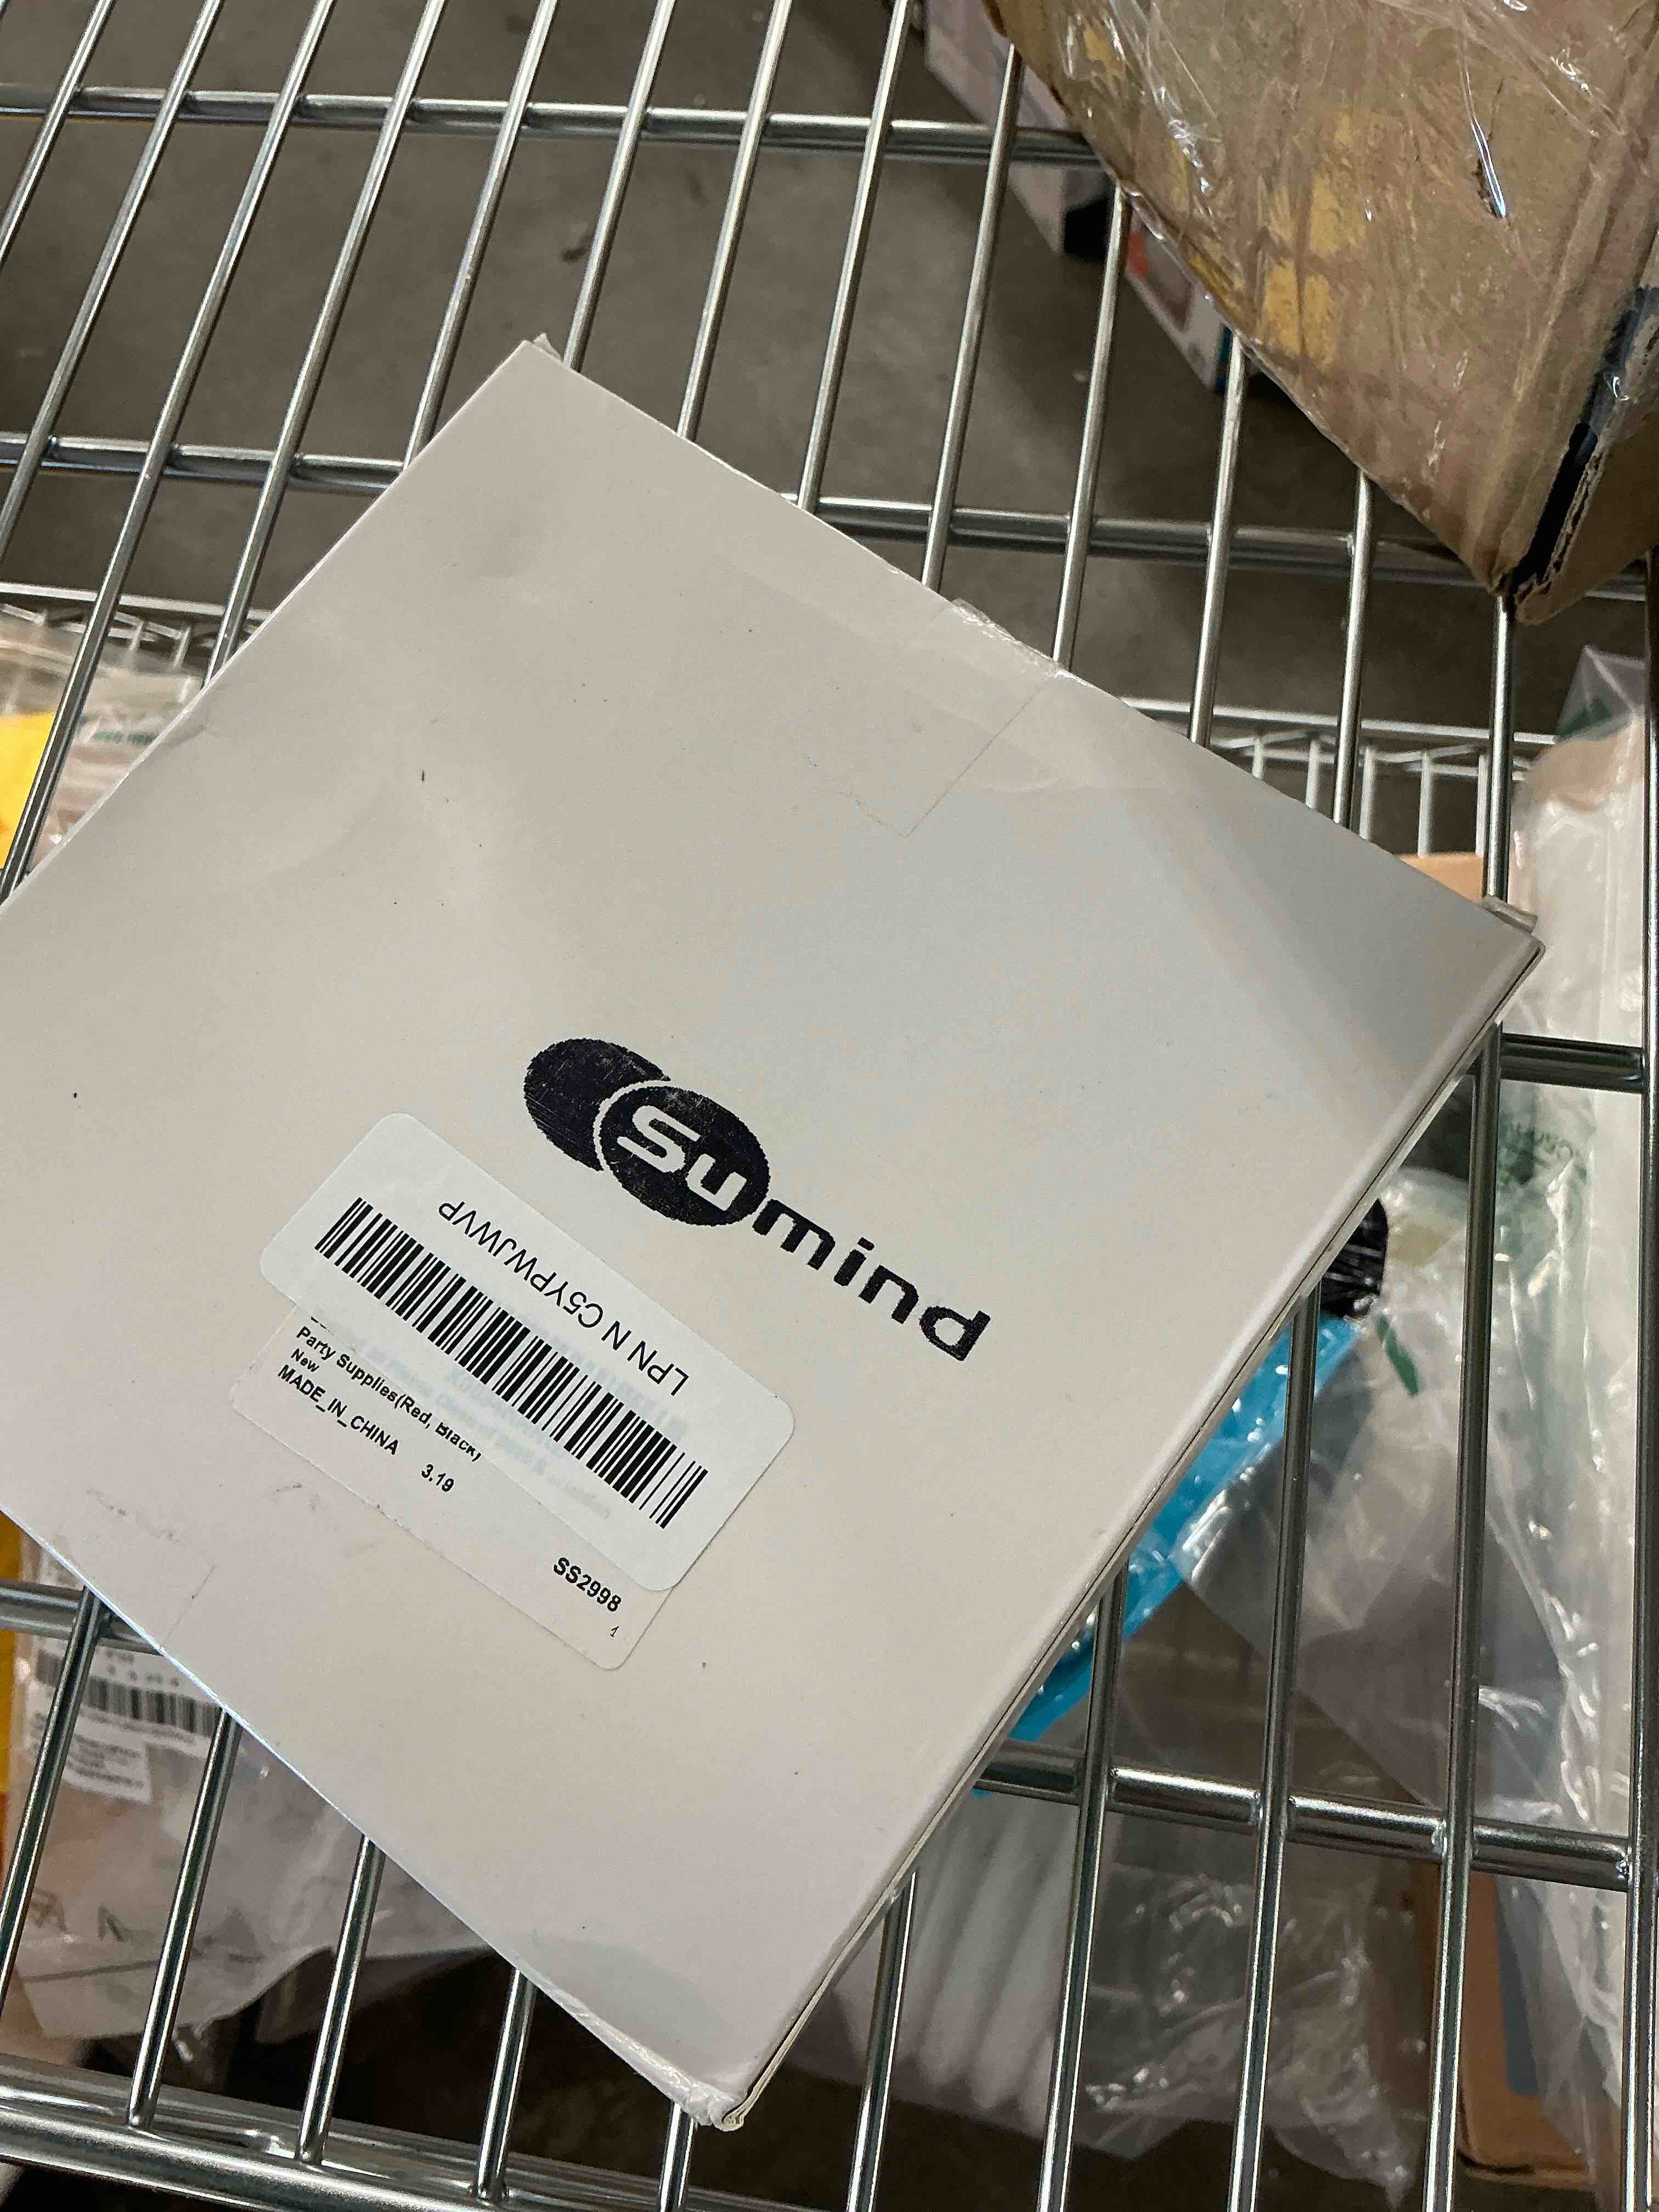 Sumind
LPN N C5YPWJWVP
Party Supplies(Red, Black)
New
MADE_IN_CHINA 3.19
SS2998
1